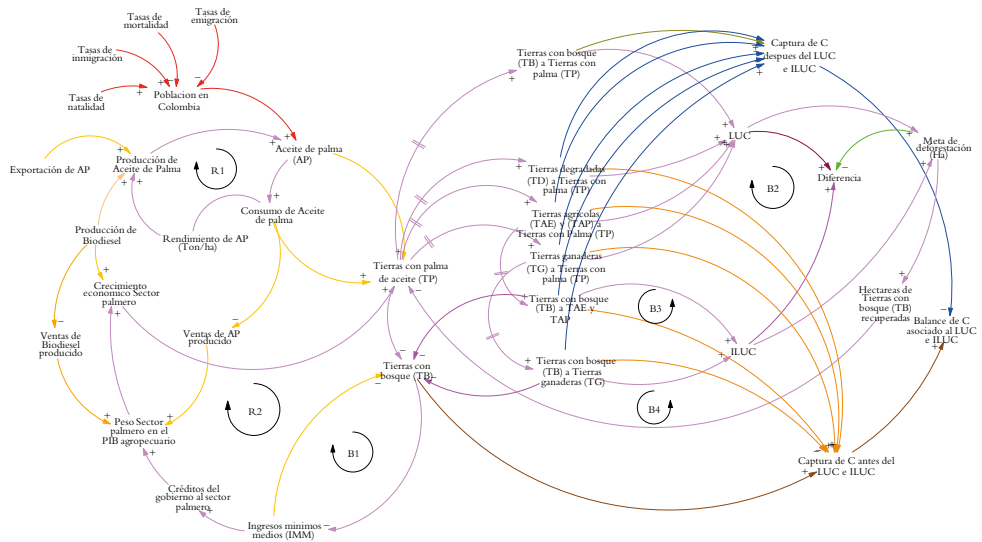 Tasas de
mortalidad
Tasas de
emigración
Tasas de
inmigración
Tasas de
natalidad
Poblacion en
Colombia
Exportación de AP
Producción de
Aceite de Palma
R1
Aceite de palma
(AP)
Consumo de Aceite
de palma
Producción de
Biodiesel
Rendimiento de AP
(Ton/ha)
Crecimiento
economico Sector
palmero
Ventas de
Biodiesel
producido
Ventas de AP
producido
Tierras con palma
de aceite (TP)
Tierras con
bosque (TB)
R2
B1
Peso Sector
palmero en el
PIB agropecuario
Créditos del
gobierno al sector
palmero
Ingresos minimos
medios (IMM)
Tierras con bosque
(TB) a Tierras con
palma (TP)
Tierras degradadas
(TD) a Tierras con
palma (TP)
Tierras agricolas
(TAE) y (TAP) a
Tierras con Palma (TP)
Tierras ganaderas
(TG) a Tierras con
palma (TP)
Tierras con bosque
(TB) a TAE y
TAP
Tierras con bosque
(TB) a Tierras
ganaderas (TG)
B3
B4
Captura de C
despues del LUC
e ILUC
LUC
B2
Diferencia
Meta de
deforestación
(Ha)
Hectareas de
Tierras con
bosque (TB)
recuperadas
Balance de C
asociado al LUC
e ILUC
ILUC
Captura de C antes del
LUC e ILUC